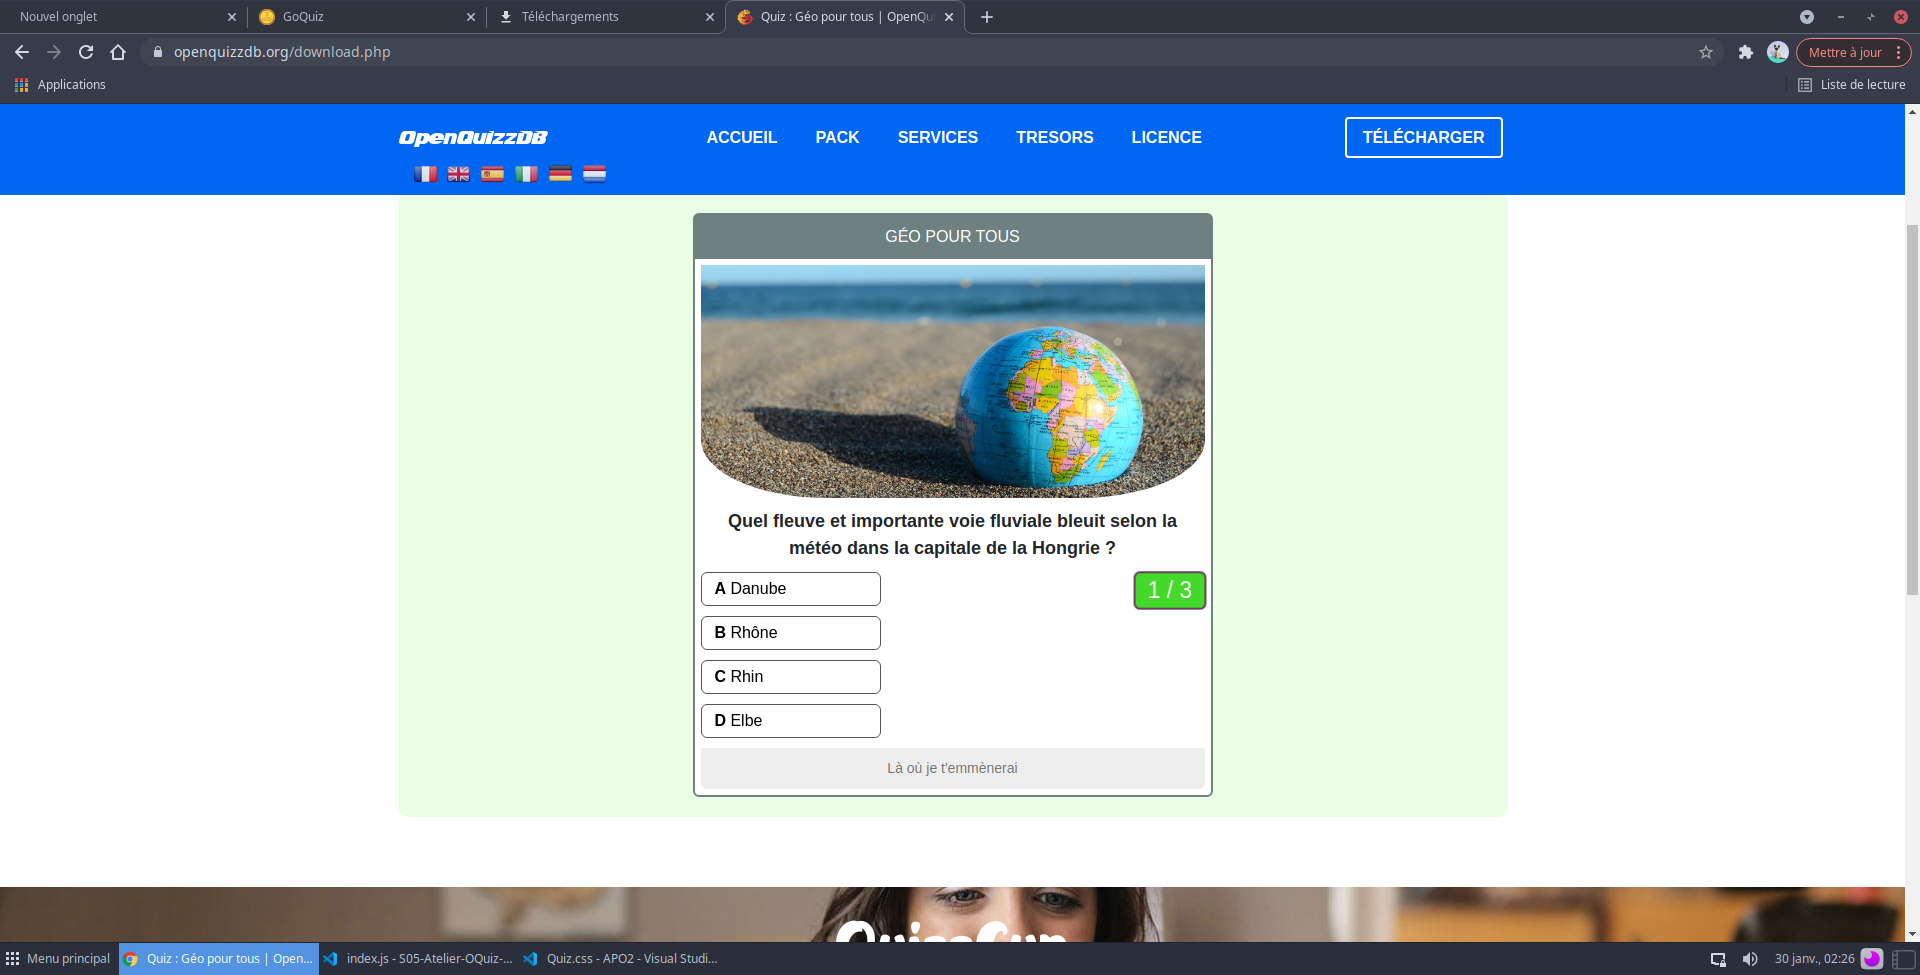 Nouvel onglet
GoQuiz
Téléchargements
Quiz : Géo pour tous | OpenQui
openquizzdb.org/download.php
Mettre à jour
Applications
Liste de lecture
OpenQuizzDB
ACCUEIL
PACK
SERVICES
TRESORS
LICENCE
TÉLÉCHARGER
GÉO POUR TOUS
Quel fleuve et importante voie fluviale bleuit selon la
météo dans la capitale de la Hongrie ?
A Danube
1 / 3
B Rhône
C Rhin
D Elbe
Là où je t'emmènerai
QuizzCup
Menu principal
Quiz : Géo pour tous | Open...
index.js - S05-Atelier-OQuiz-...
Quiz.css - APO2 - Visual Studi...
30 janv., 02:26